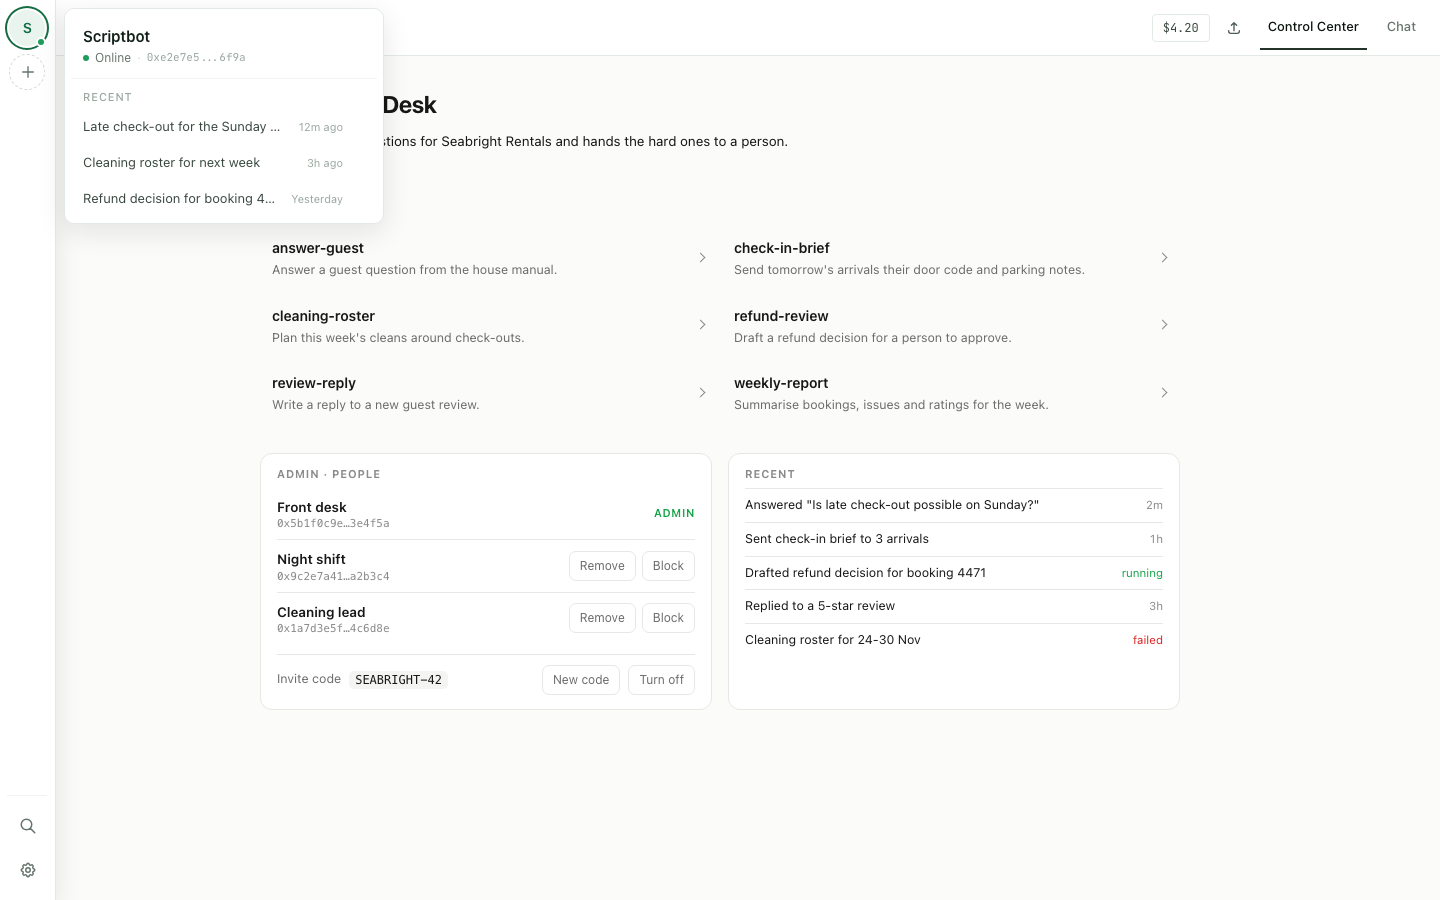 S
Scriptbot
Online · 0xe2e7e5...6f9a
RECENT
Late check-out for the Sunday ... 12m ago
Cleaning roster for next week 3h ago
Refund decision for booking 4... Yesterday
$4.20
Control Center
Chat
Desk
stions for Seabright Rentals and hands the hard ones to a person.
answer-guest
Answer a guest question from the house manual.
check-in-brief
Send tomorrow's arrivals their door code and parking notes.
cleaning-roster
Plan this week's cleans around check-outs.
refund-review
Draft a refund decision for a person to approve.
review-reply
Write a reply to a new guest review.
weekly-report
Summarise bookings, issues and ratings for the week.
ADMIN · PEOPLE
Front desk
0x5b1f0c9e…3e4f5a
ADMIN
Night shift
0x9c2e7a41…a2b3c4
Remove Block
Cleaning lead
0x1a7d3e5f…4c6d8e
Remove Block
Invite code SEABRIGHT-42 New code Turn off
RECENT
Answered "Is late check-out possible on Sunday?" 2m
Sent check-in brief to 3 arrivals 1h
Drafted refund decision for booking 4471 running
Replied to a 5-star review 3h
Cleaning roster for 24-30 Nov failed